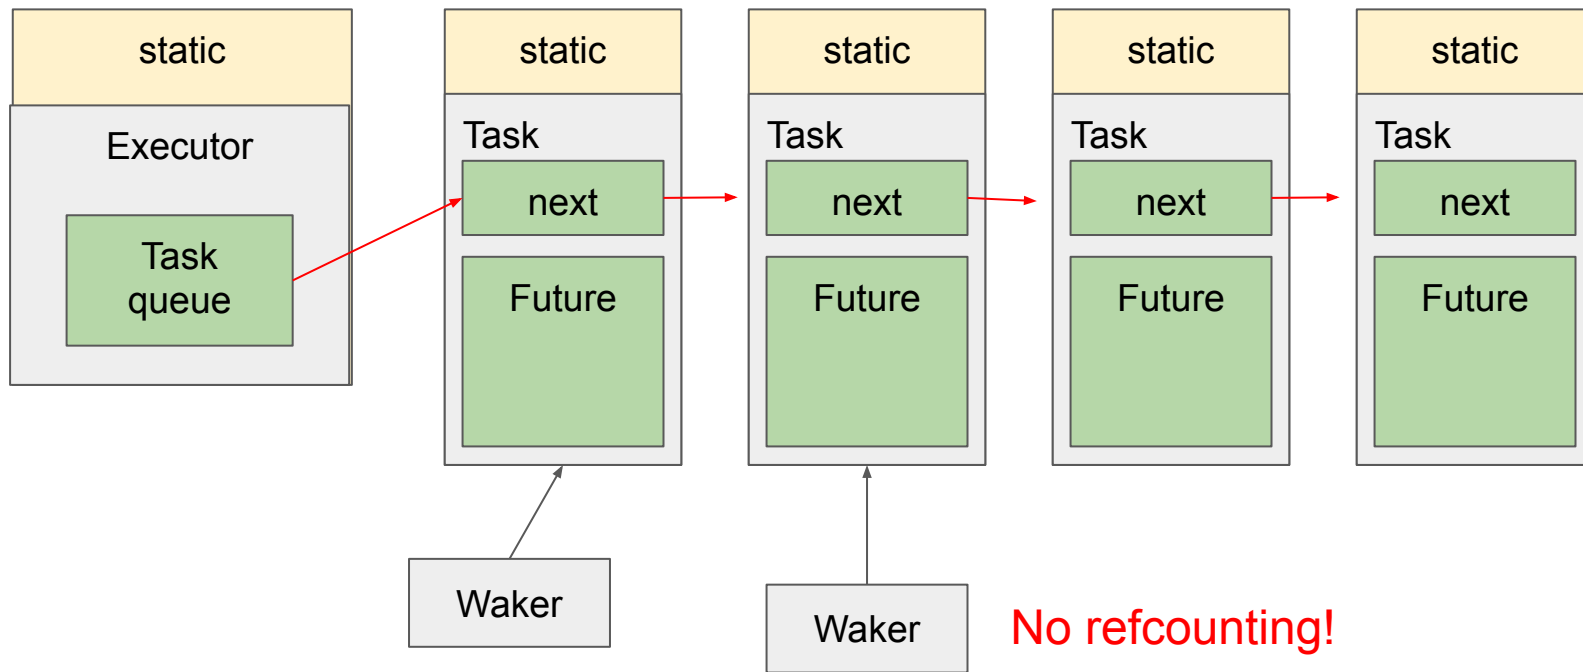 static
Executor
Task
queue
static
Task
next
Future
static
Task
next
Future
static
Task
next
Future
static
Task
next
Future
Waker
Waker
No refcounting!